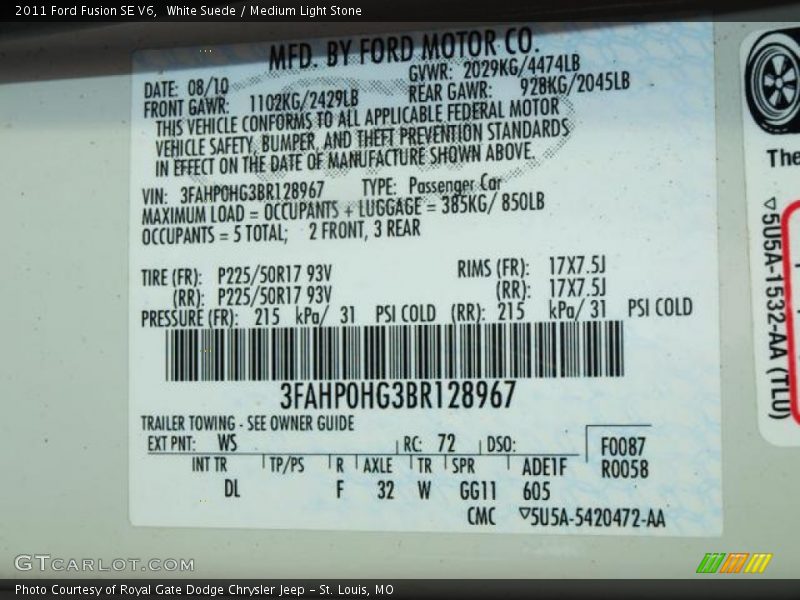 2011 Ford Fusion SE V6,  White Suede / Medium Light Stone
MFD. BY FORD MOTOR CO.
DATE: 08/10 GVWR: 2029KG/4474LB
FRONT GAWR: 1102KG/2429LB REAR GAWR: 928KG/2045LB
THIS VEHICLE CONFORMS TO ALL APPLICABLE FEDERAL MOTOR
VEHICLE SAFETY, BUMPER, AND THEFT PREVENTION STANDARDS
IN EFFECT ON THE DATE OF MANUFACTURE SHOWN ABOVE.
VIN: 3FAHP0HG3BR128967 TYPE: Passenger Car
MAXIMUM LOAD = OCCUPANTS + LUGGAGE = 385KG/ 850LB
OCCUPANTS = 5 TOTAL; 2 FRONT, 3 REAR
TIRE (FR): P225/50R17 93V RIMS (FR): 17X7.5J
(RR): P225/50R17 93V (RR): 17X7.5J
PRESSURE (FR): 215 kPa/ 31 PSI COLD (RR): 215 kPa/ 31 PSI COLD
3FAHP0HG3BR128967
TRAILER TOWING - SEE OWNER GUIDE
EXT PNT: WS RC: 72 DSO: F0087
INT TR TP/PS R AXLE TR SPR ADE1F R0058
DL F 32 W GG11 605
CMC ▽5U5A-5420472-AA
The
▽5U5A-1532-AA (TLU)
GTCARLOT.COM
Photo Courtesy of Royal Gate Dodge Chrysler Jeep – St. Louis, MO